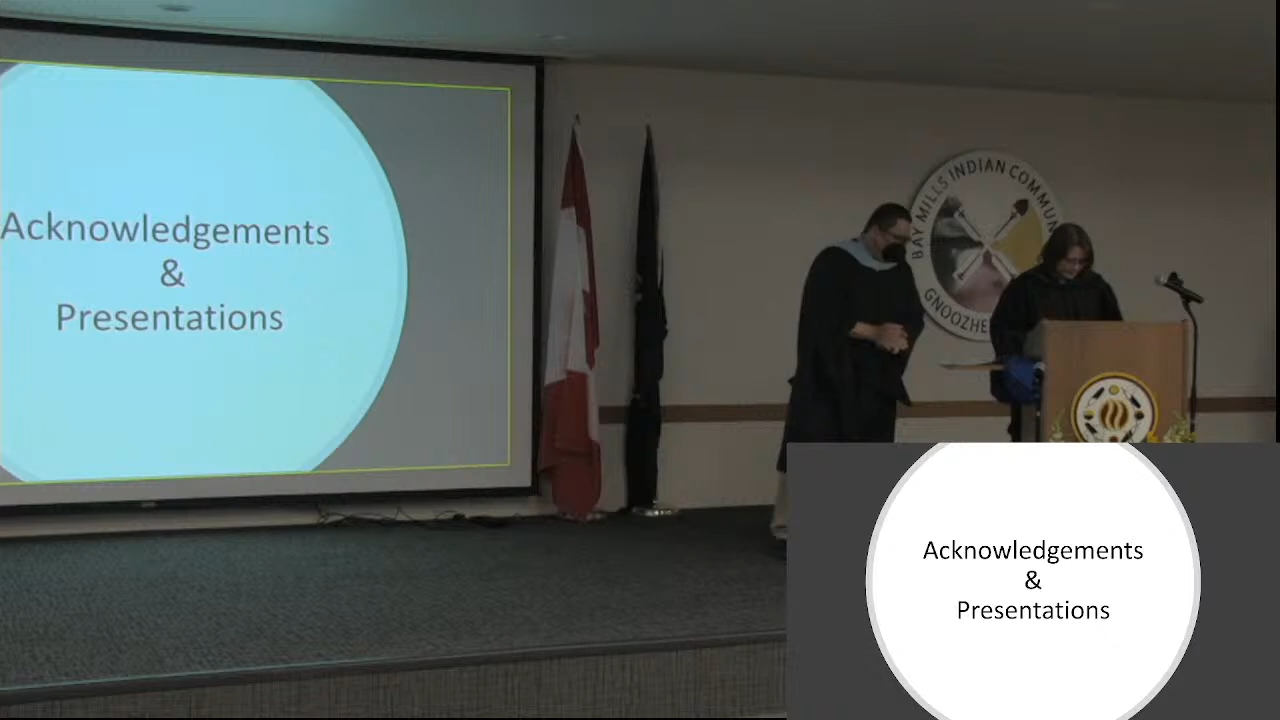 Acknowledgements
&
Presentations
BAY MILLS INDIAN COMMUN
GNOOZHE
Acknowledgements
&
Presentations